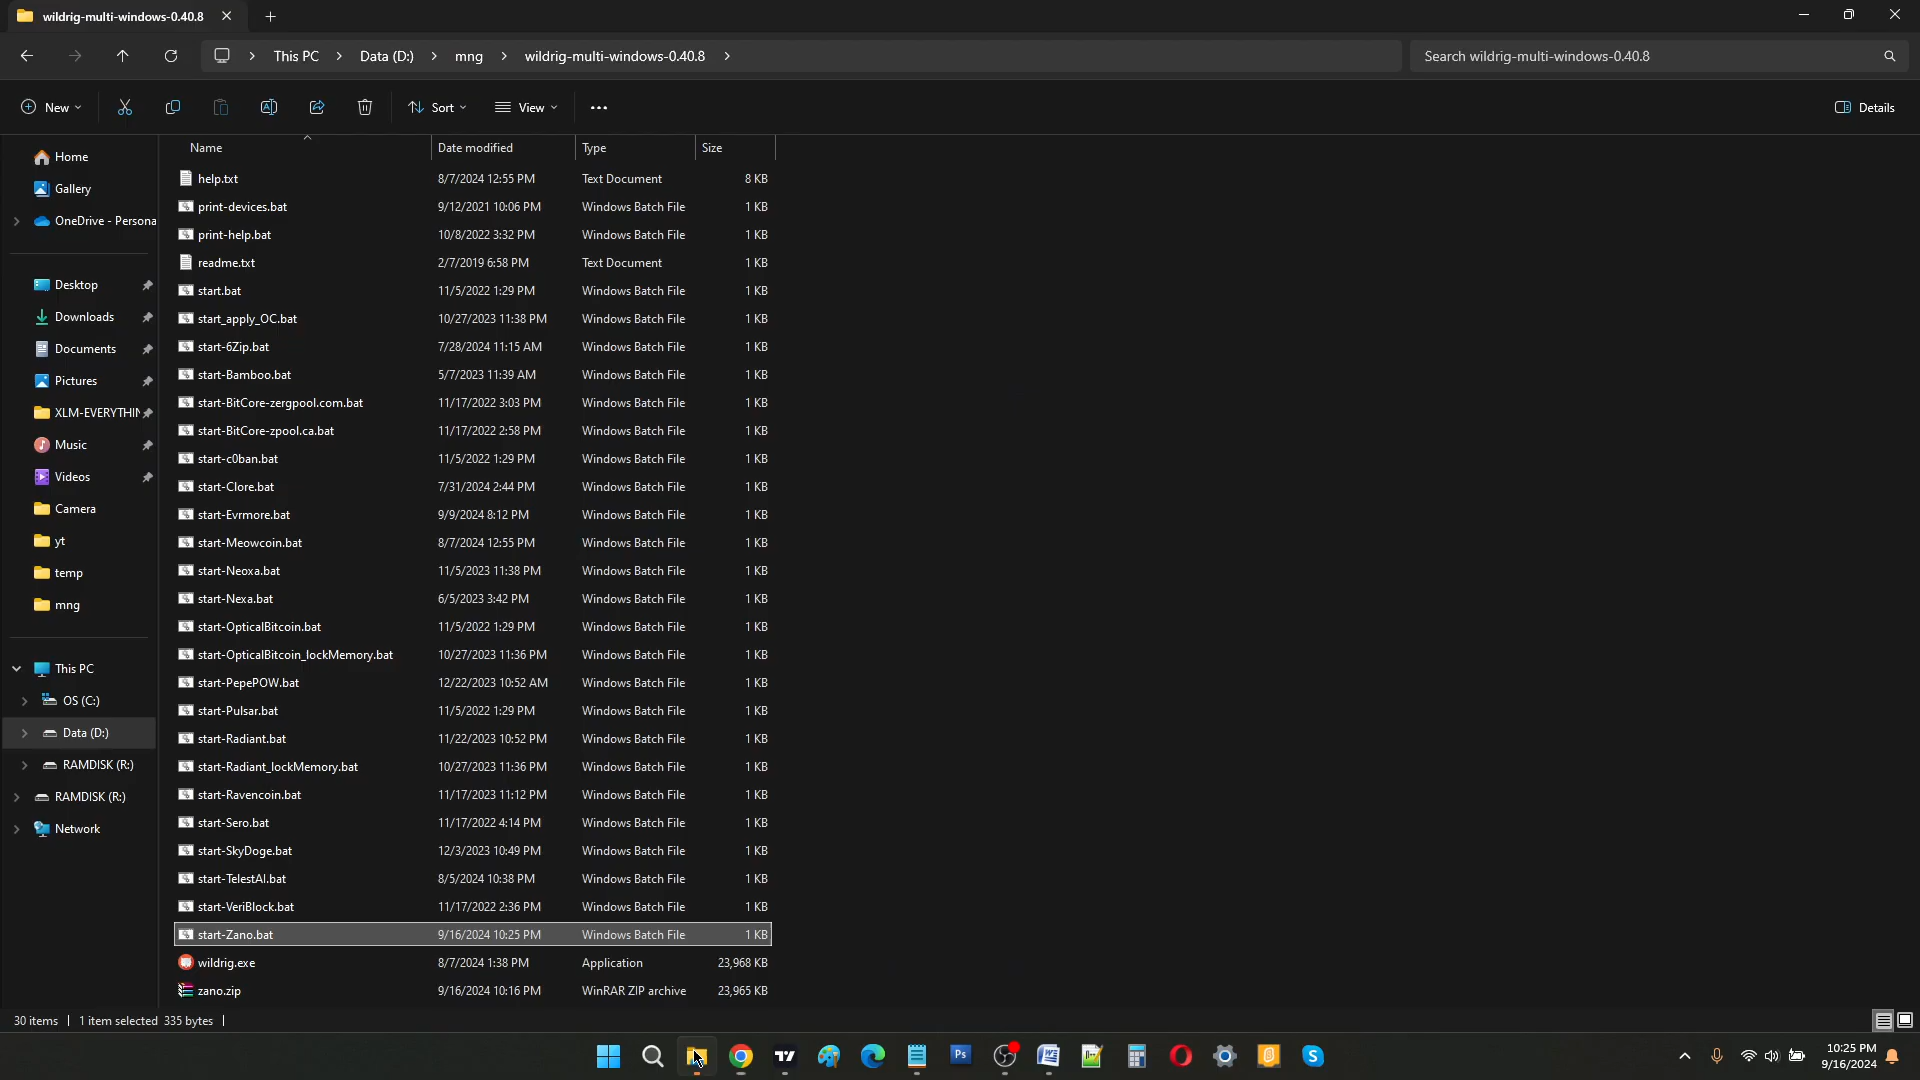 wildrig-multi-windows-0.40.8
This PC > Data (D:) > mng > wildrig-multi-windows-0.40.8 >
Search wildrig-multi-windows-0.40.8
New Sort View ••• Details
Name Date modified Type Size
Home
Gallery
OneDrive - Persona
Desktop
Downloads
Documents
Pictures
XLM-EVERYTHIN
Music
Videos
Camera
yt
temp
mng
This PC
OS (C:)
Data (D:)
RAMDISK (R:)
RAMDISK (R:)
Network
help.txt 8/7/2024 12:55 PM Text Document 8 KB
print-devices.bat 9/12/2021 10:06 PM Windows Batch File 1 KB
print-help.bat 10/8/2022 3:32 PM Windows Batch File 1 KB
readme.txt 2/7/2019 6:58 PM Text Document 1 KB
start.bat 11/5/2022 1:29 PM Windows Batch File 1 KB
start_apply_OC.bat 10/27/2023 11:38 PM Windows Batch File 1 KB
start-6Zip.bat 7/28/2024 11:15 AM Windows Batch File 1 KB
start-Bamboo.bat 5/7/2023 11:39 AM Windows Batch File 1 KB
start-BitCore-zergpool.com.bat 11/17/2022 3:03 PM Windows Batch File 1 KB
start-BitCore-zpool.ca.bat 11/17/2022 2:58 PM Windows Batch File 1 KB
start-c0ban.bat 11/5/2022 1:29 PM Windows Batch File 1 KB
start-Clore.bat 7/31/2024 2:44 PM Windows Batch File 1 KB
start-Evrmore.bat 9/9/2024 8:12 PM Windows Batch File 1 KB
start-Meowcoin.bat 8/7/2024 12:55 PM Windows Batch File 1 KB
start-Neoxa.bat 11/5/2023 11:38 PM Windows Batch File 1 KB
start-Nexa.bat 6/5/2023 3:42 PM Windows Batch File 1 KB
start-OpticalBitcoin.bat 11/5/2022 1:29 PM Windows Batch File 1 KB
start-OpticalBitcoin_lockMemory.bat 10/27/2023 11:36 PM Windows Batch File 1 KB
start-PepePOW.bat 12/22/2023 10:52 AM Windows Batch File 1 KB
start-Pulsar.bat 11/5/2022 1:29 PM Windows Batch File 1 KB
start-Radiant.bat 11/22/2023 10:52 PM Windows Batch File 1 KB
start-Radiant_lockMemory.bat 10/27/2023 11:36 PM Windows Batch File 1 KB
start-Ravencoin.bat 11/17/2023 11:12 PM Windows Batch File 1 KB
start-Sero.bat 11/17/2022 4:14 PM Windows Batch File 1 KB
start-SkyDoge.bat 12/3/2023 10:49 PM Windows Batch File 1 KB
start-TelestAI.bat 8/5/2024 10:38 PM Windows Batch File 1 KB
start-VeriBlock.bat 11/17/2022 2:36 PM Windows Batch File 1 KB
start-Zano.bat 9/16/2024 10:25 PM Windows Batch File 1 KB
wildrig.exe 8/7/2024 1:38 PM Application 23,968 KB
zano.zip 9/16/2024 10:16 PM WinRAR ZIP archive 23,965 KB
30 items | 1 item selected 335 bytes |
Ps
10:25 PM
9/16/2024